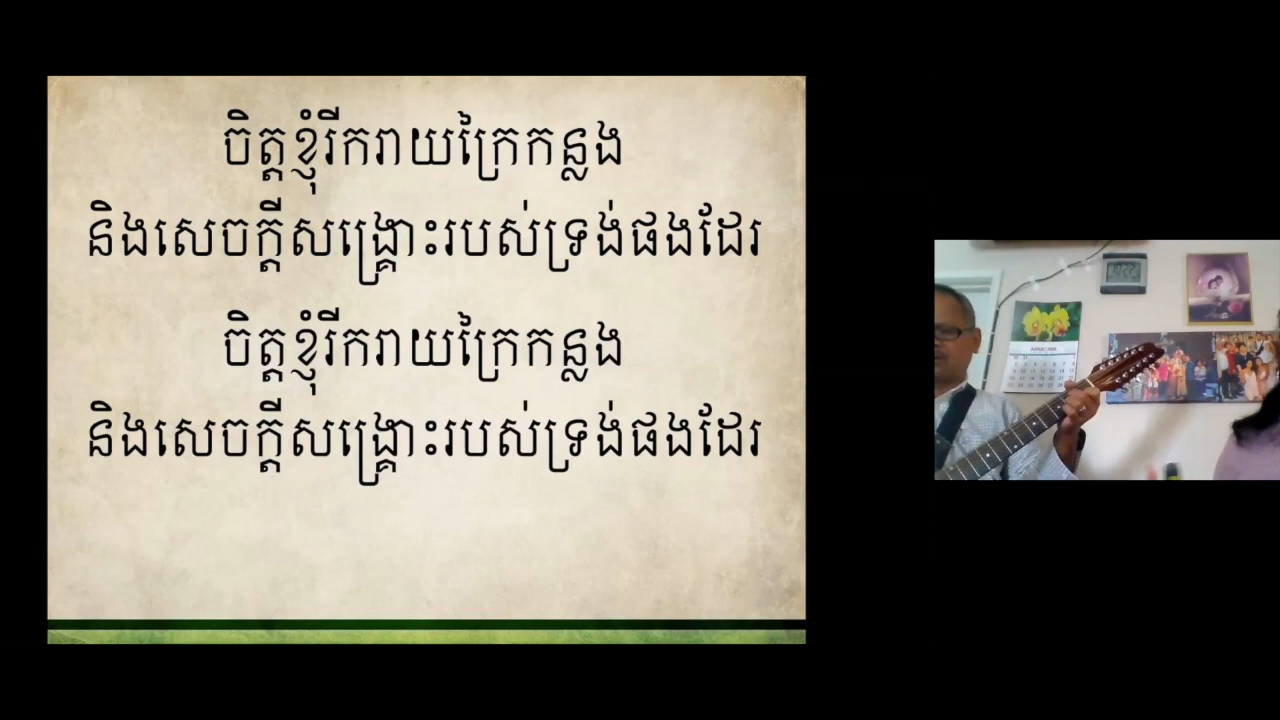 ចិត្តខ្ញុំរីករាយក្រៃកន្លង
និងសេចក្តីសង្គ្រោះរបស់ទ្រង់ផងដែរ
ចិត្តខ្ញុំរីករាយក្រៃកន្លង
និងសេចក្តីសង្គ្រោះរបស់ទ្រង់ផងដែរ